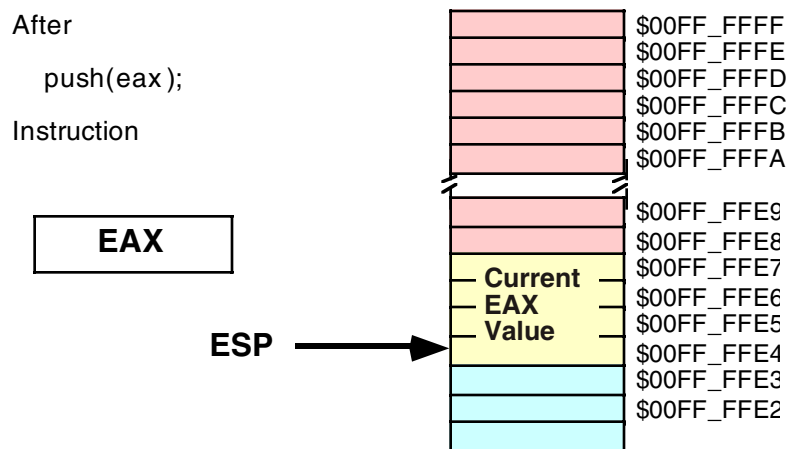 After
push(eax);
Instruction
EAX
ESP
Current
EAX
Value
$00FF_FFFF
$00FF_FFFE
$00FF_FFFD
$00FF_FFFC
$00FF_FFFB
$00FF_FFFA
$00FF_FFE9
$00FF_FFE8
$00FF_FFE7
$00FF_FFE6
$00FF_FFE5
$00FF_FFE4
$00FF_FFE3
$00FF_FFE2